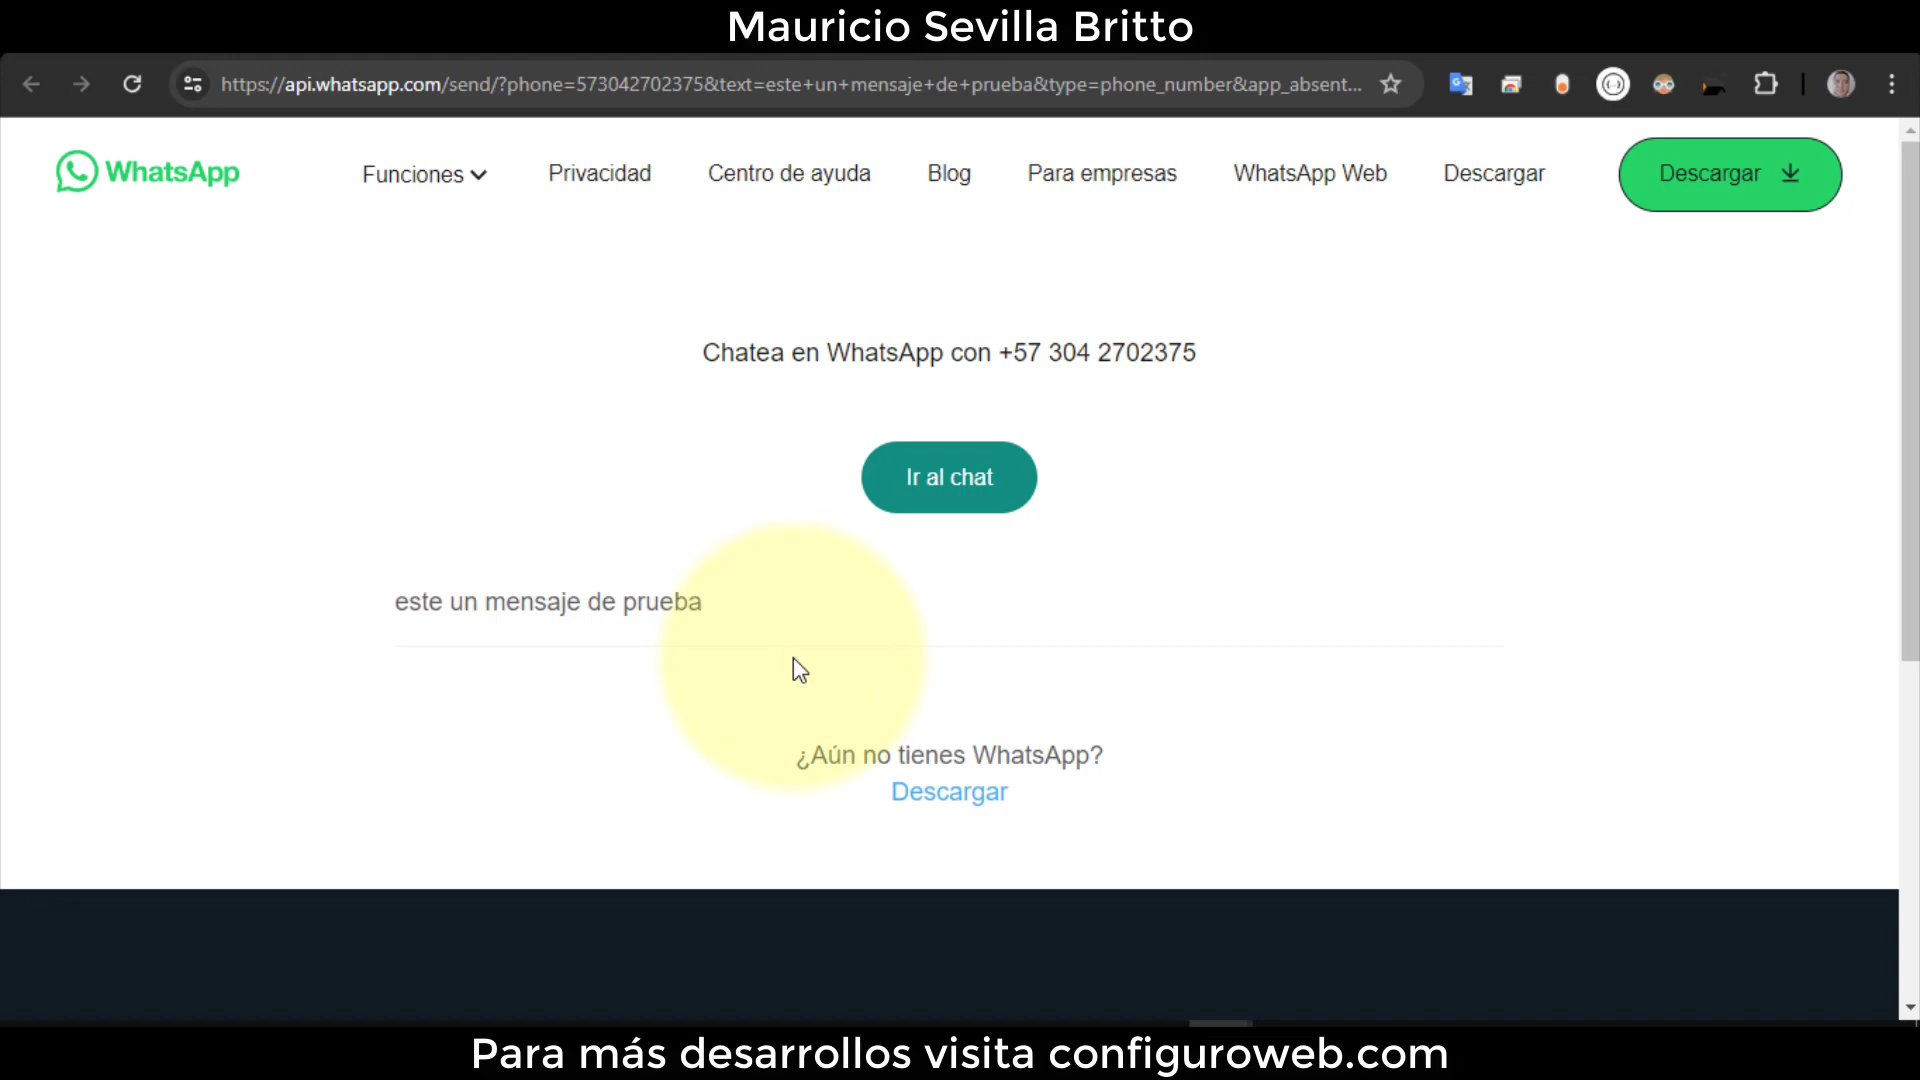 Mauricio Sevilla Britto
https://api.whatsapp.com/send/?phone=573042702375&text=este+un+mensaje+de+prueba&type=phone_number&app_absent...
WhatsApp
Funciones
Privacidad
Centro de ayuda
Blog
Para empresas
WhatsApp Web
Descargar
Descargar
Chatea en WhatsApp con +57 304 2702375
Ir al chat
este un mensaje de prueba
¿Aún no tienes WhatsApp?
Descargar
Para más desarrollos visita configuroweb.com